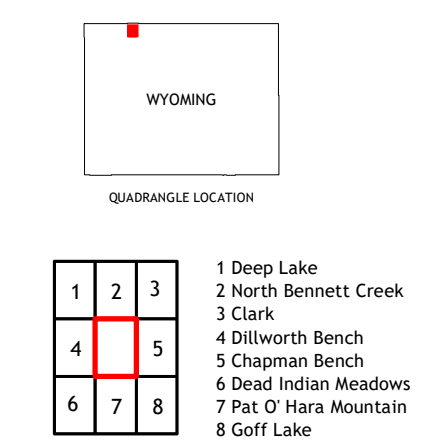 WYOMING
QUADRANGLE LOCATION
1 2 3
4 5
6 7 8
1 Deep Lake
2 North Bennett Creek
3 Clark
4 Dillworth Bench
5 Chapman Bench
6 Dead Indian Meadows
7 Pat O' Hara Mountain
8 Goff Lake